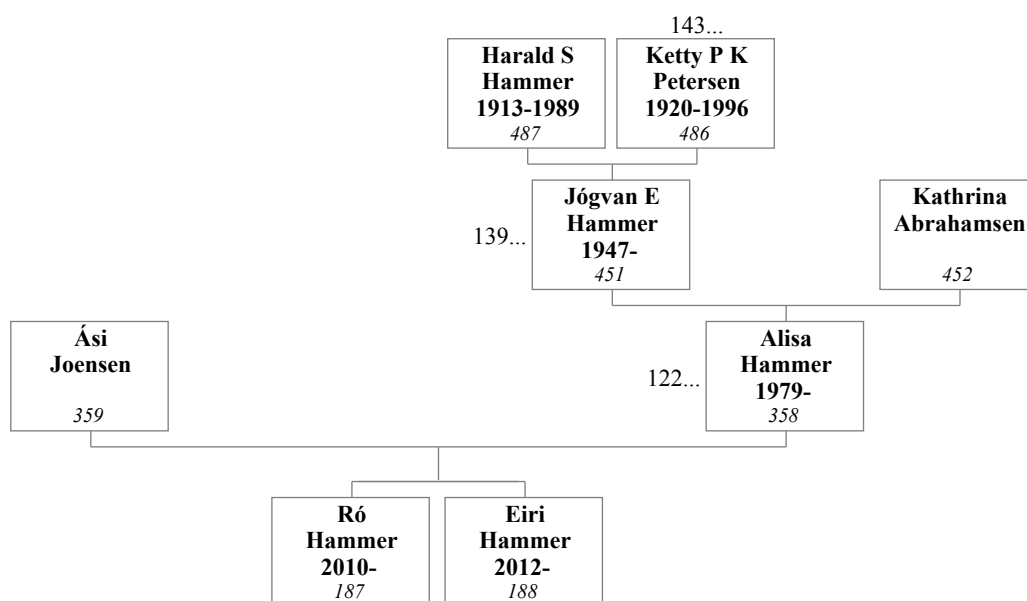 143...
Harald S
Hammer
1913-1989
487
Ketty P K
Petersen
1920-1996
486
139...
Jógvan E
Hammer
1947-
451
Kathrina
Abrahamsen
452
Ási
Joensen
359
122...
Alisa
Hammer
1979-
358
Ró
Hammer
2010-
187
Eiri
Hammer
2012-
188